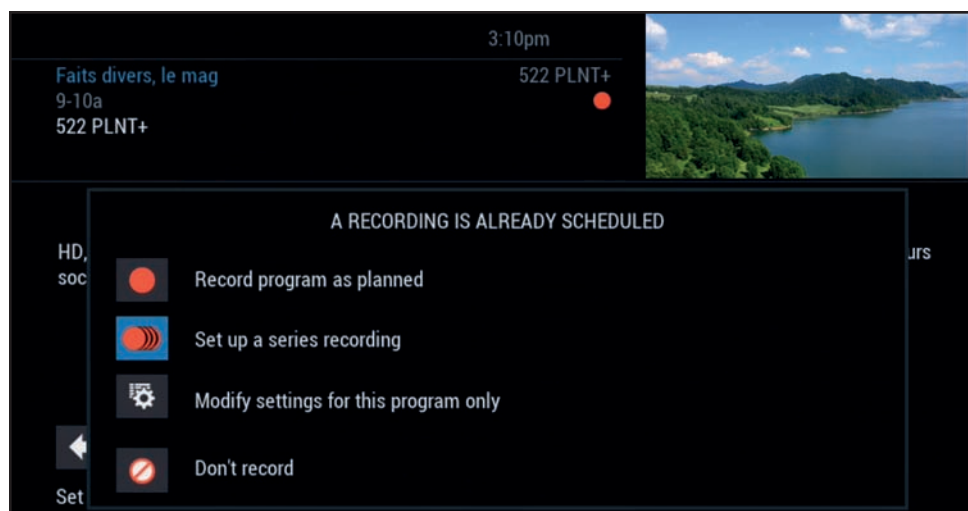 3:10pm
Faits divers, le mag 522 PLNT+
9-10a
522 PLNT+
A RECORDING IS ALREADY SCHEDULED
HD, urs
soc
Record program as planned
Set up a series recording
Modify settings for this program only
Don't record
Set